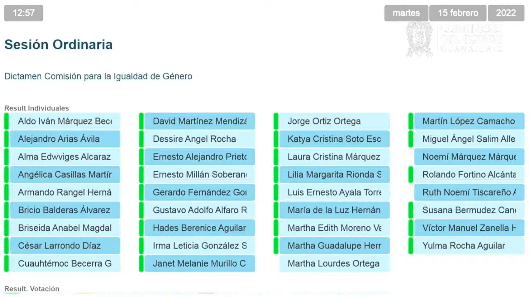 12:57
martes 15 febrero 2022
Sesión Ordinaria
Dictamen Comisión para la Igualdad de Género
Result Individuales
Aldo Iván Márquez Bece
Alejandro Arias Ávila
Alma Edwviges Alcaraz
Angélica Casillas Martír
Armando Rangel Herná
Bricio Balderas Álvarez
Briseida Anabel Magdal
César Larrondo Díaz
Cuauhtémoc Becerra G
David Martínez Mendiza
Dessire Angel Rocha
Ernesto Alejandro Prieto
Ernesto Millán Soberan
Gerardo Fernández Gon
Gustavo Adolfo Alfaro R
Hades Berenice Aguilar
Irma Leticia González S
Janet Melanie Murillo C
Jorge Ortiz Ortega
Katya Cristina Soto Esc
Laura Cristina Márquez
Lilia Margarita Rionda S
Luis Ernesto Ayala Torre
María de la Luz Hernán
Martha Edith Moreno Va
Martha Guadalupe Herr
Martha Lourdes Ortega
Martín López Camacho
Miguel Ángel Salim Alle
Noemí Márquez Márque
Rolando Fortino Alcánta
Ruth Noemí Tiscareño A
Susana Bermudez Cano
Víctor Manuel Zanella H
Yulma Rocha Aguilar
Result. Votación